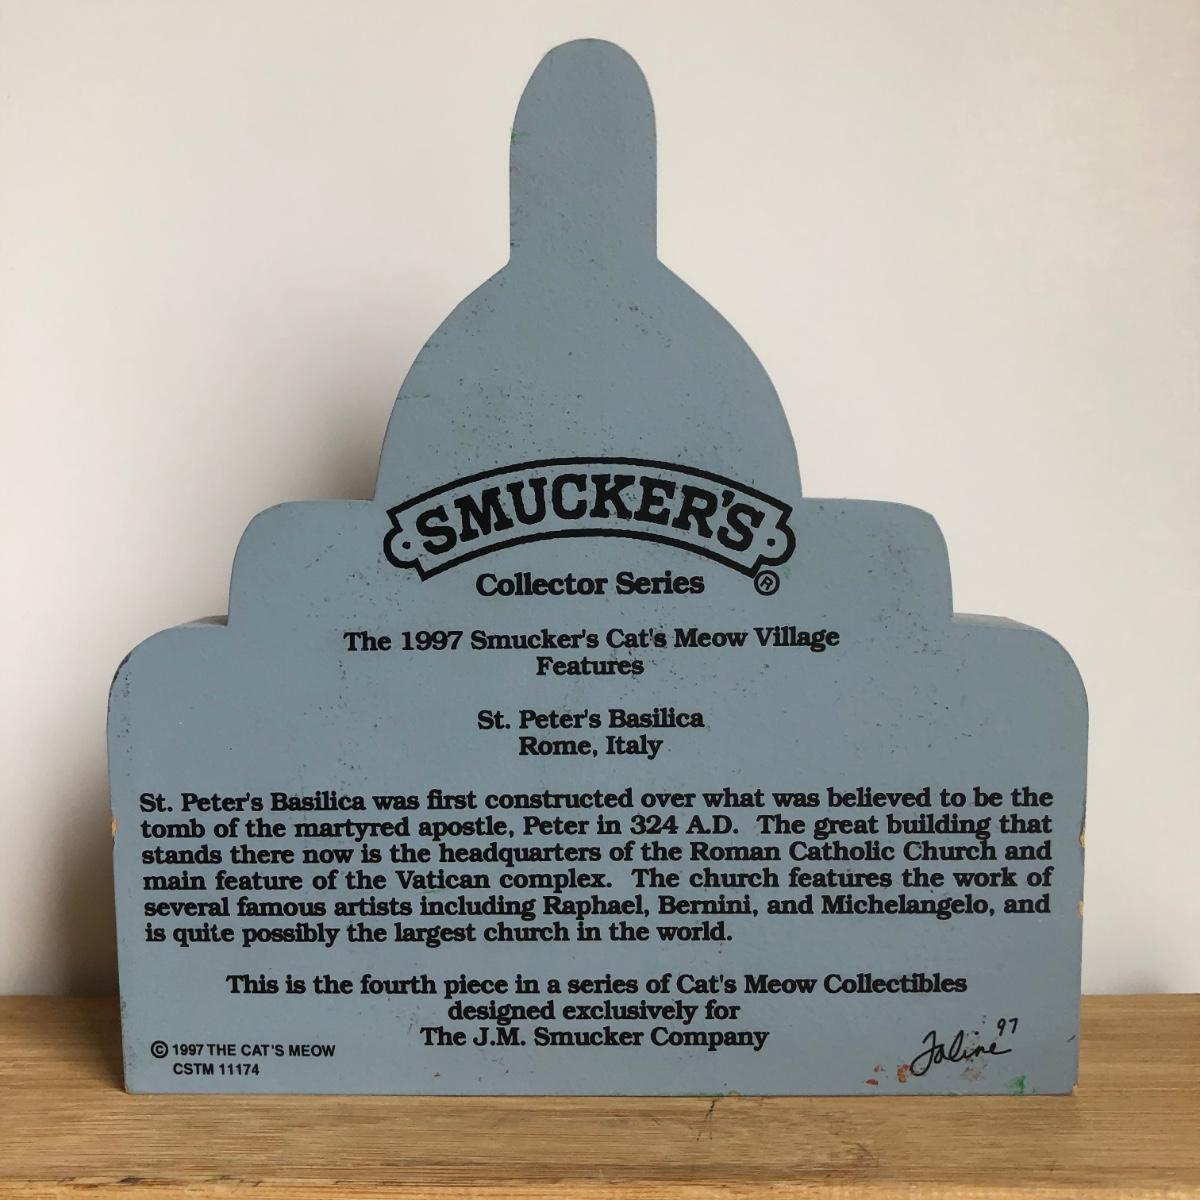 SMUCKER'S
®
Collector Series
The 1997 Smucker's Cat's Meow Village
Features
St. Peter's Basilica
Rome, Italy
St. Peter's Basilica was first constructed over what was believed to be the
tomb of the martyred apostle, Peter in 324 A.D.  The great building that
stands there now is the headquarters of the Roman Catholic Church and
main feature of the Vatican complex.  The church features the work of
several famous artists including Raphael, Bernini, and Michelangelo, and
is quite possibly the largest church in the world.
This is the fourth piece in a series of Cat's Meow Collectibles
designed exclusively for
The J.M. Smucker Company
© 1997 THE CAT'S MEOW
CSTM 11174
Faline 97